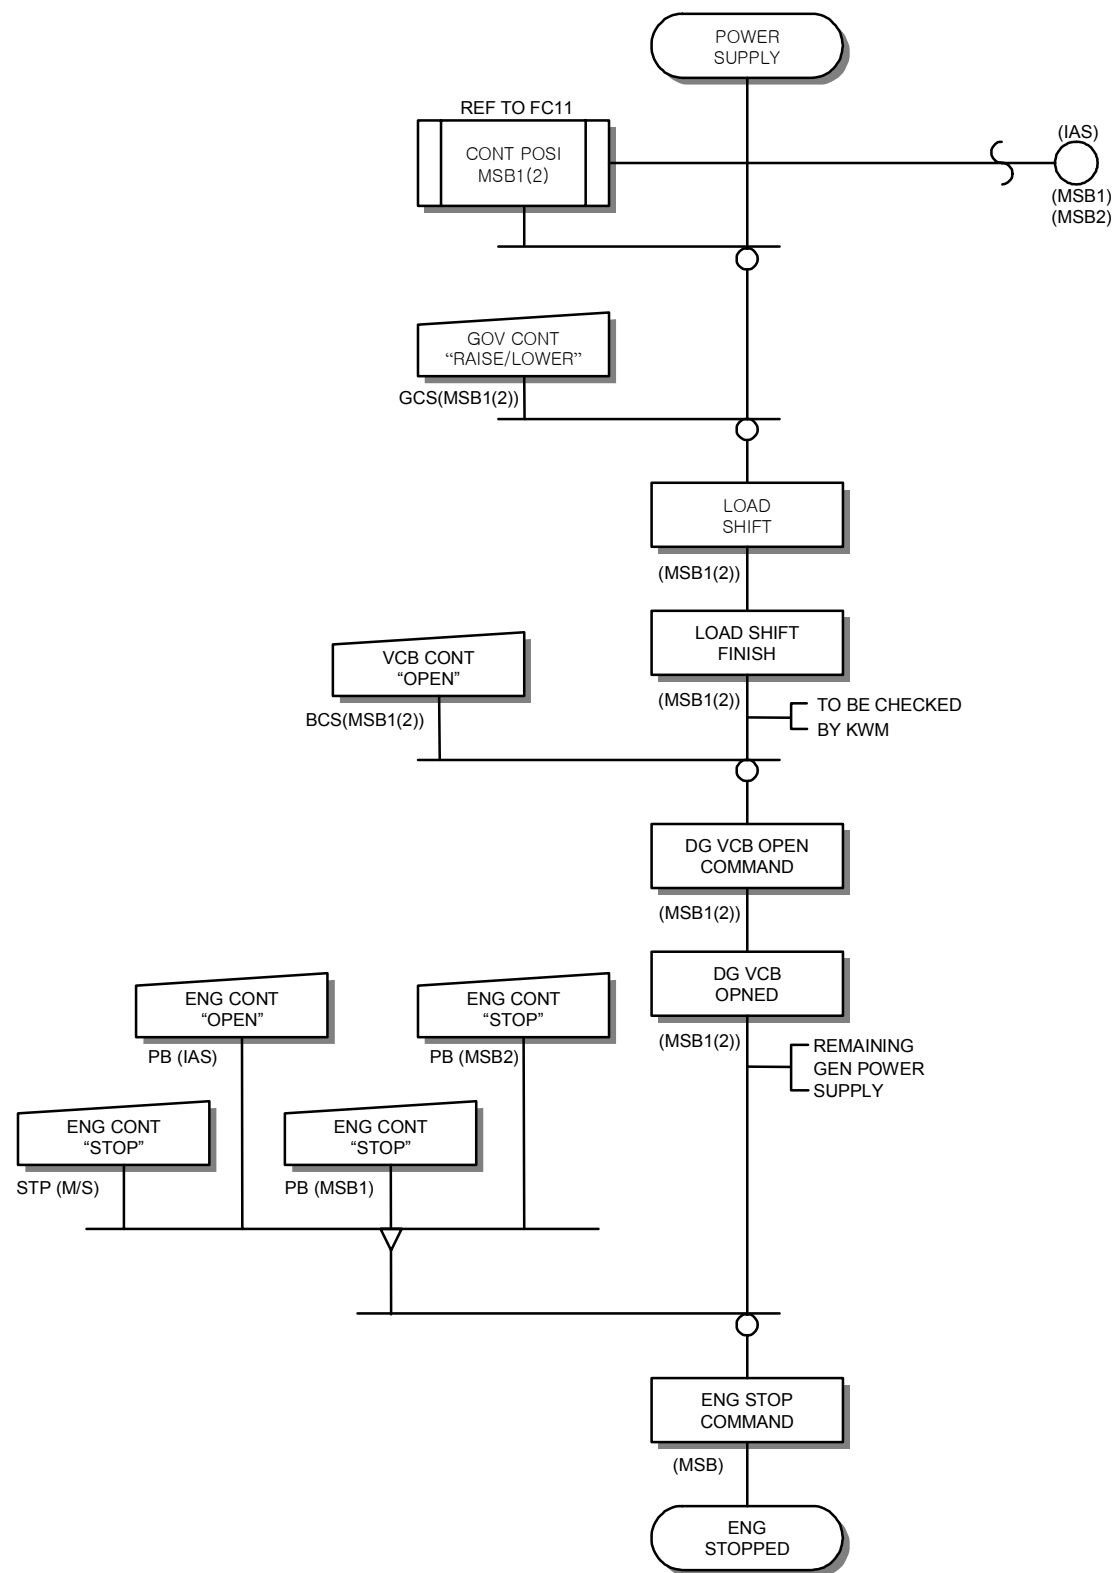 POWER
SUPPLY
REF TO FC11
CONT POSI
MSB1(2)
(IAS)
(MSB1)
(MSB2)
GOV CONT
“RAISE/LOWER”
GCS(MSB1(2))
LOAD
SHIFT
(MSB1(2))
LOAD SHIFT
FINISH
(MSB1(2))
TO BE CHECKED
BY KWM
VCB CONT
“OPEN”
BCS(MSB1(2))
DG VCB OPEN
COMMAND
(MSB1(2))
DG VCB
OPNED
(MSB1(2))
REMAINING
GEN POWER
SUPPLY
ENG CONT
“OPEN”
PB (IAS)
ENG CONT
“STOP”
PB (MSB2)
ENG CONT
“STOP”
STP (M/S)
ENG CONT
“STOP”
PB (MSB1)
ENG STOP
COMMAND
(MSB)
ENG
STOPPED